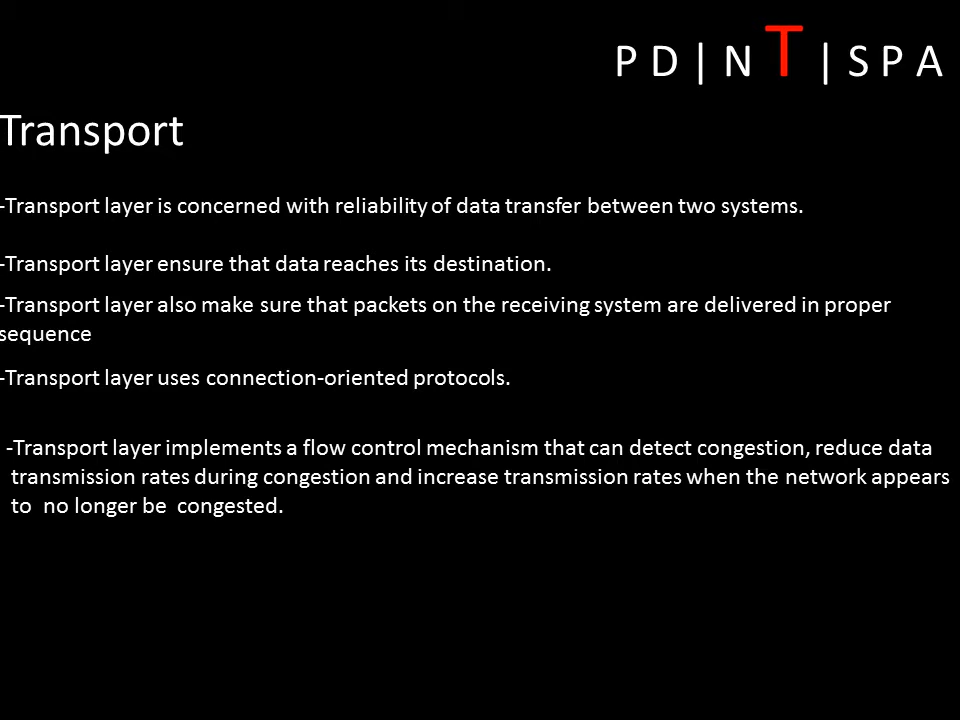 P D | N T | S P A
Transport
-Transport layer is concerned with reliability of data transfer between two systems.
-Transport layer ensure that data reaches its destination.
-Transport layer also make sure that packets on the receiving system are delivered in proper
sequence
-Transport layer uses connection-oriented protocols.
-Transport layer implements a flow control mechanism that can detect congestion, reduce data
transmission rates during congestion and increase transmission rates when the network appears
to no longer be congested.